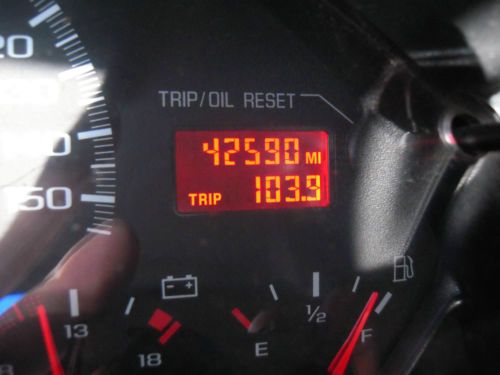 20
TRIP/OIL RESET
42590 MI
150
TRIP 103.9
13
18
E
1/2
F